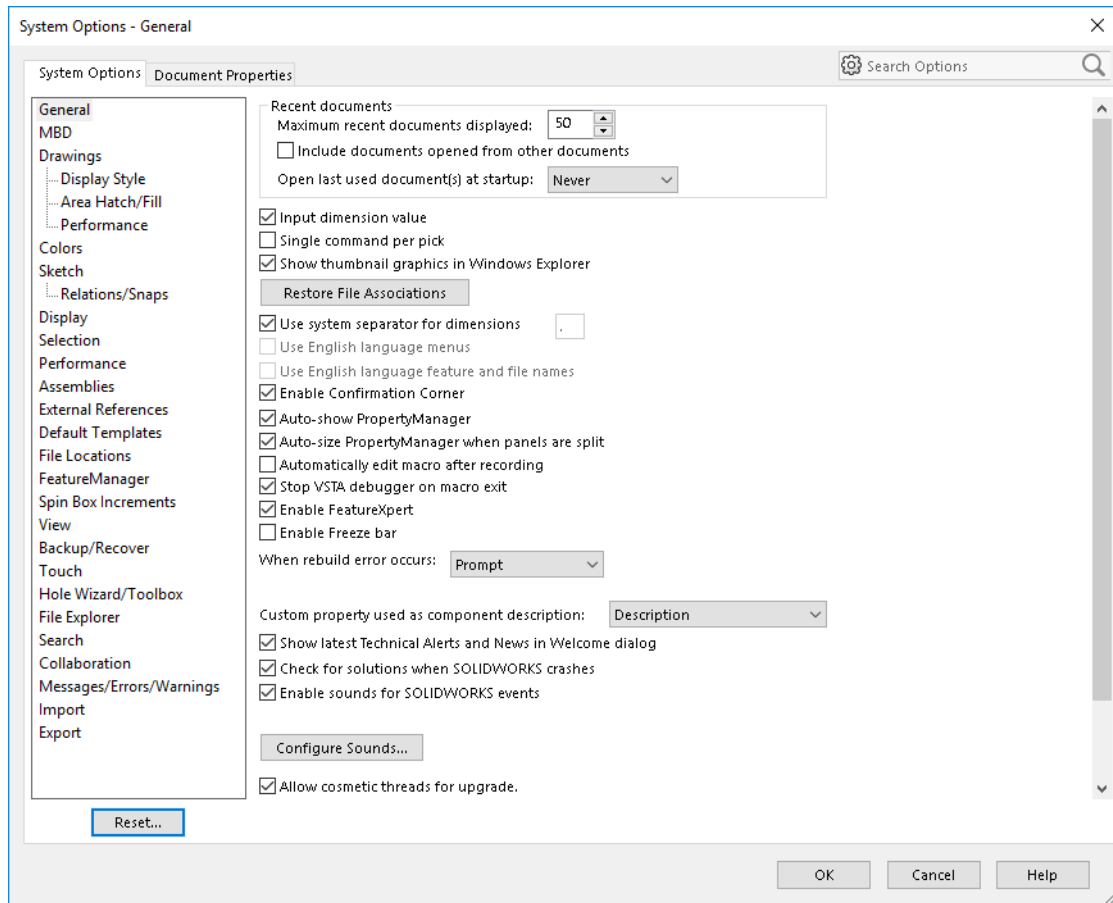 System Options - General
System Options
Document Properties
Search Options
General
MBD
Drawings
Display Style
Area Hatch/Fill
Performance
Colors
Sketch
Relations/Snaps
Display
Selection
Performance
Assemblies
External References
Default Templates
File Locations
FeatureManager
Spin Box Increments
View
Backup/Recover
Touch
Hole Wizard/Toolbox
File Explorer
Search
Collaboration
Messages/Errors/Warnings
Import
Export
Reset...
Recent documents
Maximum recent documents displayed: 50
Include documents opened from other documents
Open last used document(s) at startup: Never
Input dimension value
Single command per pick
Show thumbnail graphics in Windows Explorer
Restore File Associations
Use system separator for dimensions .
Use English language menus
Use English language feature and file names
Enable Confirmation Corner
Auto-show PropertyManager
Auto-size PropertyManager when panels are split
Automatically edit macro after recording
Stop VSTA debugger on macro exit
Enable FeatureXpert
Enable Freeze bar
When rebuild error occurs: Prompt
Custom property used as component description: Description
Show latest Technical Alerts and News in Welcome dialog
Check for solutions when SOLIDWORKS crashes
Enable sounds for SOLIDWORKS events
Configure Sounds...
Allow cosmetic threads for upgrade.
OK
Cancel
Help